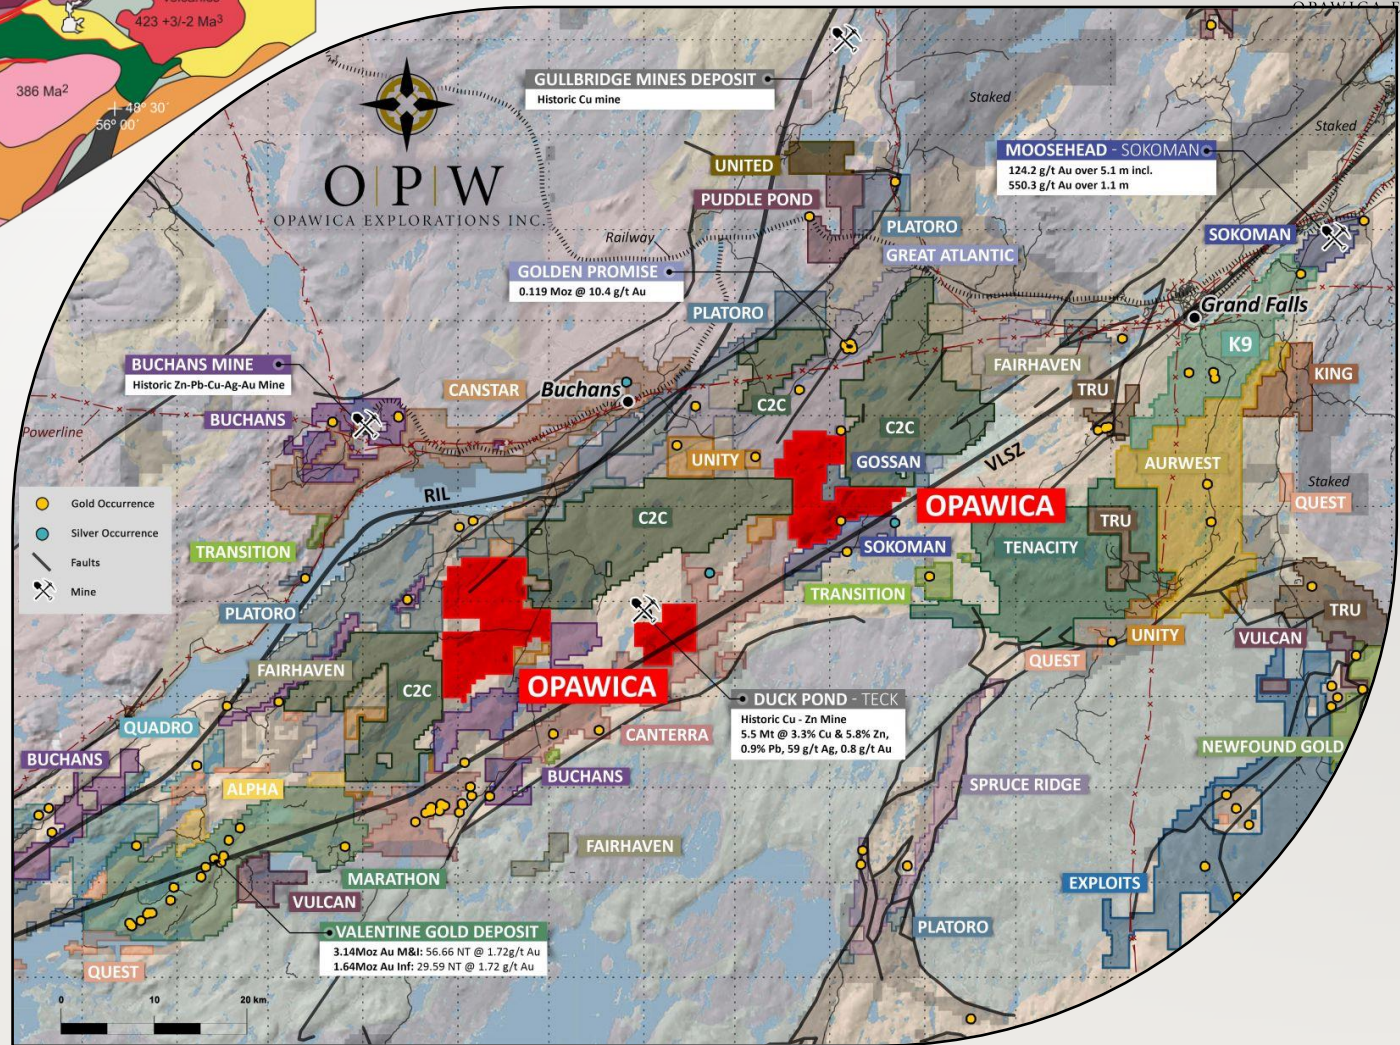 volcanics
423 +3/-2 Ma³
386 Ma²
48° 30´
56° 00´
O|P|W
OPAWICA EXPLORATIONS INC.
GULLBRIDGE MINES DEPOSIT
Historic Cu mine
Staked
Staked
UNITED
MOOSEHEAD - SOKOMAN
124.2 g/t Au over 5.1 m incl.
550.3 g/t Au over 1.1 m
PUDDLE POND
PLATORO
SOKOMAN
Railway
GREAT ATLANTIC
GOLDEN PROMISE
0.119 Moz @ 10.4 g/t Au
PLATORO
Grand Falls
K9
BUCHANS MINE
Historic Zn-Pb-Cu-Ag-Au Mine
FAIRHAVEN
KING
CANSTAR
Buchans
TRU
C2C
BUCHANS
C2C
Powerline
UNITY
GOSSAN
VLSZ
AURWEST
Staked
RIL
QUEST
Gold Occurrence
Silver Occurrence
Faults
Mine
OPAWICA
C2C
TRU
TRANSITION
SOKOMAN
TENACITY
TRANSITION
PLATORO
TRU
UNITY
VULCAN
FAIRHAVEN
QUEST
C2C
OPAWICA
DUCK POND - TECK
Historic Cu - Zn Mine
5.5 Mt @ 3.3% Cu & 5.8% Zn,
0.9% Pb, 59 g/t Ag, 0.8 g/t Au
QUADRO
CANTERRA
NEWFOUND GOLD
BUCHANS
BUCHANS
SPRUCE RIDGE
ALPHA
FAIRHAVEN
MARATHON
EXPLOITS
VULCAN
PLATORO
VALENTINE GOLD DEPOSIT
3.14Moz Au M&I: 56.66 NT @ 1.72g/t Au
1.64Moz Au Inf: 29.59 NT @ 1.72 g/t Au
QUEST
0 10 20 km